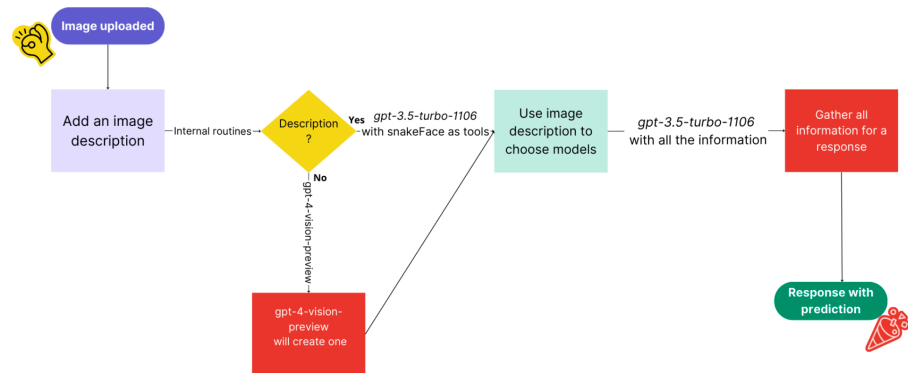 Image uploaded
Add an image
description
Internal routines
Description
?
Yes
gpt-3.5-turbo-1106
with snakeFace as tools
No
gpt-4-vision-preview
gpt-4-vision-
preview
will create one
Use image
description to
choose models
gpt-3.5-turbo-1106
with all the information
Gather all
information for a
response
Response with
prediction